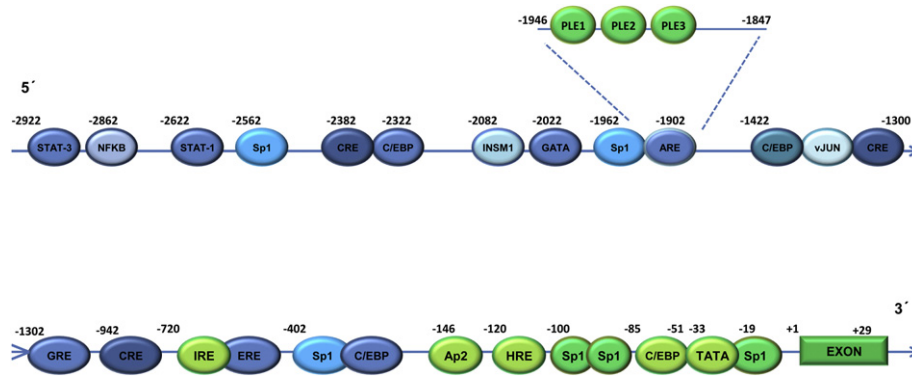 -1946 PLE1 PLE2 PLE3 -1847
5´
-2922 -2862 -2622 -2562 -2382 -2322 -2082 -2022 -1962 -1902 -1422 -1300
STAT-3 NFKB STAT-1 Sp1 CRE C/EBP INSM1 GATA Sp1 ARE C/EBP vJUN CRE
3´
-1302 -942 -720 -402 -146 -120 -100 -85 -51 -33 -19 +1 +29
GRE CRE IRE ERE Sp1 C/EBP Ap2 HRE Sp1 Sp1 C/EBP TATA Sp1 EXON